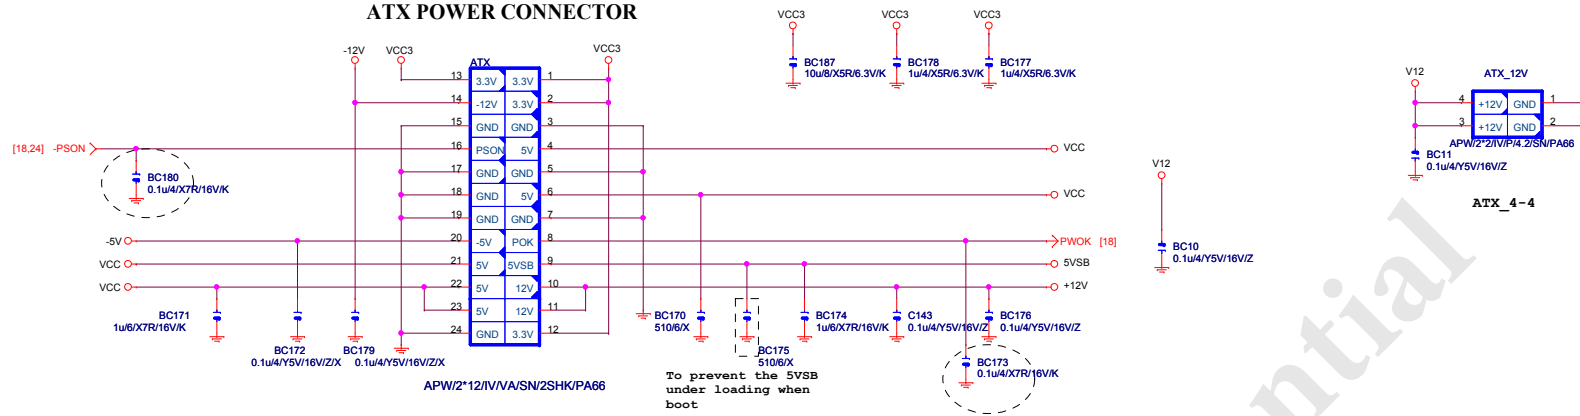 ATX POWER CONNECTOR
VCC3
VCC3
VCC3
-12V
VCC3
VCC3
BC187
10u/8/X5R/6.3V/K
BC178
1u/4/X5R/6.3V/K
BC177
1u/4/X5R/6.3V/K
ATX
13 3.3V 3.3V 1
14 -12V 3.3V 2
15 GND GND 3
[18,24] -PSON 16 PSON 5V 4 VCC
17 GND GND 5
18 GND 5V 6 VCC
19 GND GND 7
-5V 20 -5V POK 8 PWOK [18]
VCC 21 5V 5VSB 9 5VSB
VCC 22 5V 12V 10 +12V
23 5V 12V 11
24 GND 3.3V 12
APW/2*12/IV/VA/SN/2SHK/PA66
BC180
0.1u/4/X7R/16V/K
BC171
1u/6/X7R/16V/K
BC172
0.1u/4/Y5V/16V/Z/X
BC179
0.1u/4/Y5V/16V/Z/X
BC170
510/6/X
BC175
510/6/X
BC174
1u/6/X7R/16V/K
C143
0.1u/4/Y5V/16V/Z
BC176
0.1u/4/Y5V/16V/Z
BC173
0.1u/4/X7R/16V/K
To prevent the 5VSB
under loading when
boot
V12
BC10
0.1u/4/Y5V/16V/Z
V12
ATX_12V
4 +12V GND 1
3 +12V GND 2
APW/2*2/IV/P/4.2/SN/PA66
BC11
0.1u/4/Y5V/16V/Z
ATX_4-4
ntial